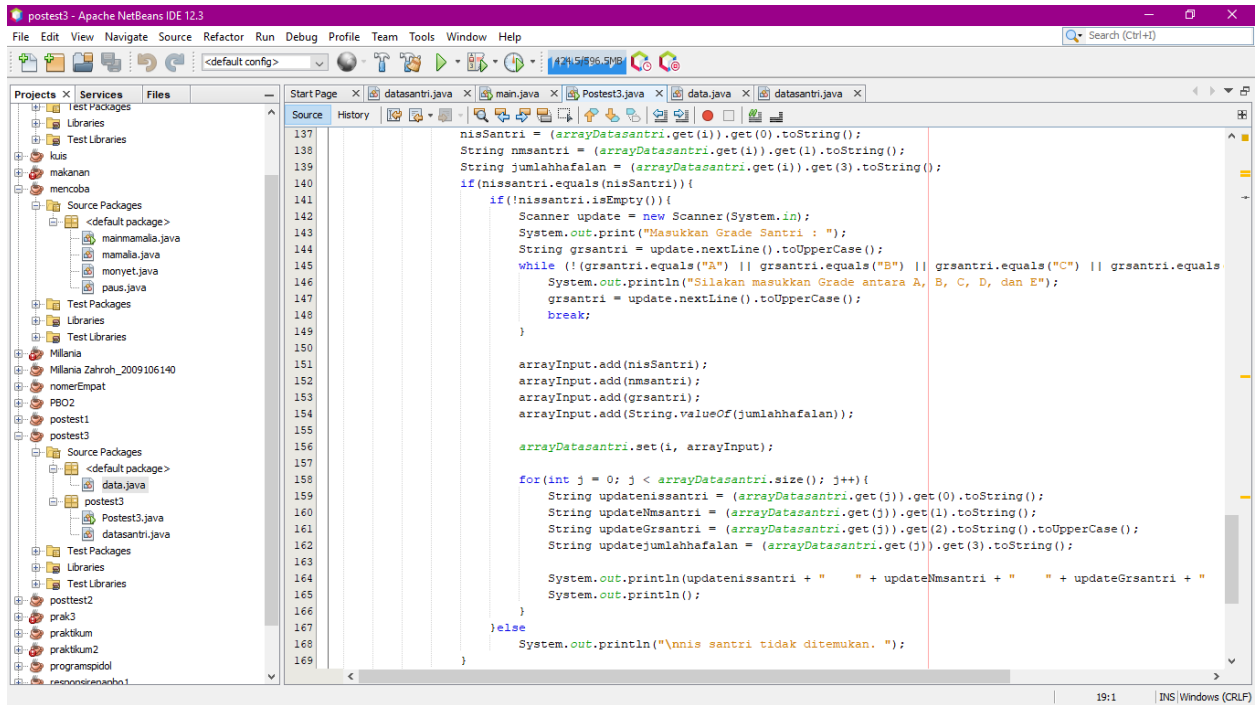 postest3 - Apache NetBeans IDE 12.3
File Edit View Navigate Source Refactor Run Debug Profile Team Tools Window Help
Search (Ctrl+I)
<default config>
424.5/596.5MB
Projects Services Files
Start Page datasantri.java main.java Postest3.java data.java datasantri.java
Source History
Test Packages
Libraries
Test Libraries
kuis
makanan
mencoba
Source Packages
<default package>
mainmamalia.java
mamalia.java
monyet.java
paus.java
Test Packages
Libraries
Test Libraries
Millania
Millania Zahroh_2009106140
nomerEmpat
PBO2
postest1
postest3
Source Packages
<default package>
data.java
postest3
Postest3.java
datasantri.java
Test Packages
Libraries
Test Libraries
posttest2
prak3
praktikum
praktikum2
programspidol
137 nisSantri = (arrayDatasantri.get(i)).get(0).toString();
138 String nmsantri = (arrayDatasantri.get(i)).get(1).toString();
139 String jumlahhafalan = (arrayDatasantri.get(i)).get(3).toString();
140 if(nissantri.equals(nisSantri)){
141 if(!nissantri.isEmpty()){
142 Scanner update = new Scanner(System.in);
143 System.out.print("Masukkan Grade Santri : ");
144 String grsantri = update.nextLine().toUpperCase();
145 while (!(grsantri.equals("A") || grsantri.equals("B") || grsantri.equals("C") || grsantri.equals
146 System.out.println("Silakan masukkan Grade antara A, B, C, D, dan E");
147 grsantri = update.nextLine().toUpperCase();
148 break;
149 }
150
151 arrayInput.add(nisSantri);
152 arrayInput.add(nmsantri);
153 arrayInput.add(grsantri);
154 arrayInput.add(String.valueOf(jumlahhafalan));
155
156 arrayDatasantri.set(i, arrayInput);
157
158 for(int j = 0; j < arrayDatasantri.size(); j++){
159 String updatenissantri = (arrayDatasantri.get(j)).get(0).toString();
160 String updateNmsantri = (arrayDatasantri.get(j)).get(1).toString();
161 String updateGrsantri = (arrayDatasantri.get(j)).get(2).toString().toUpperCase();
162 String updatejumlahhafalan = (arrayDatasantri.get(j)).get(3).toString();
163
164 System.out.println(updatenissantri + "    " + updateNmsantri + "    " + updateGrsantri + "
165 System.out.println();
166 }
167 }else
168 System.out.println("\nnis santri tidak ditemukan. ");
169 }
19:1 INS Windows (CRLF)